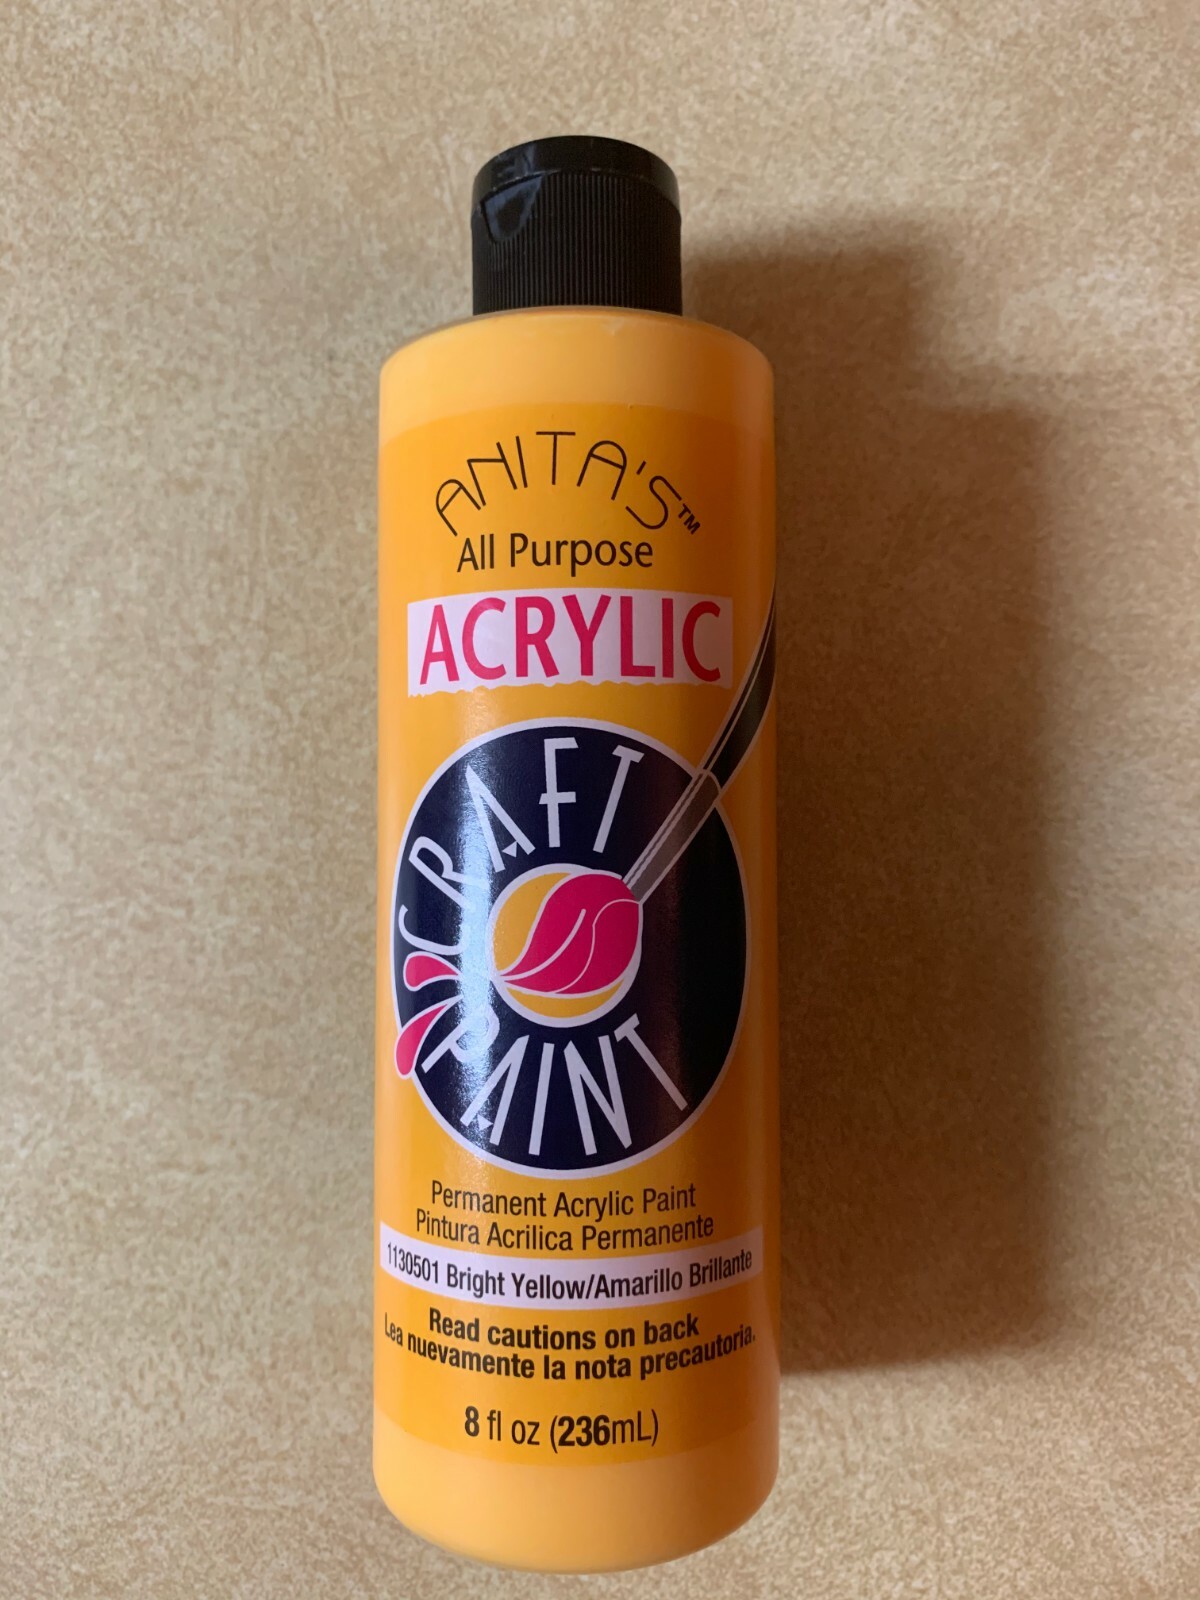 ANITA'S™
All Purpose
ACRYLIC
CRAFT
PAINT
Permanent Acrylic Paint
Pintura Acrilica Permanente
1130501 Bright Yellow/Amarillo Brillante
Read cautions on back
Lea nuevamente la nota precautoria.
8 fl oz (236mL)